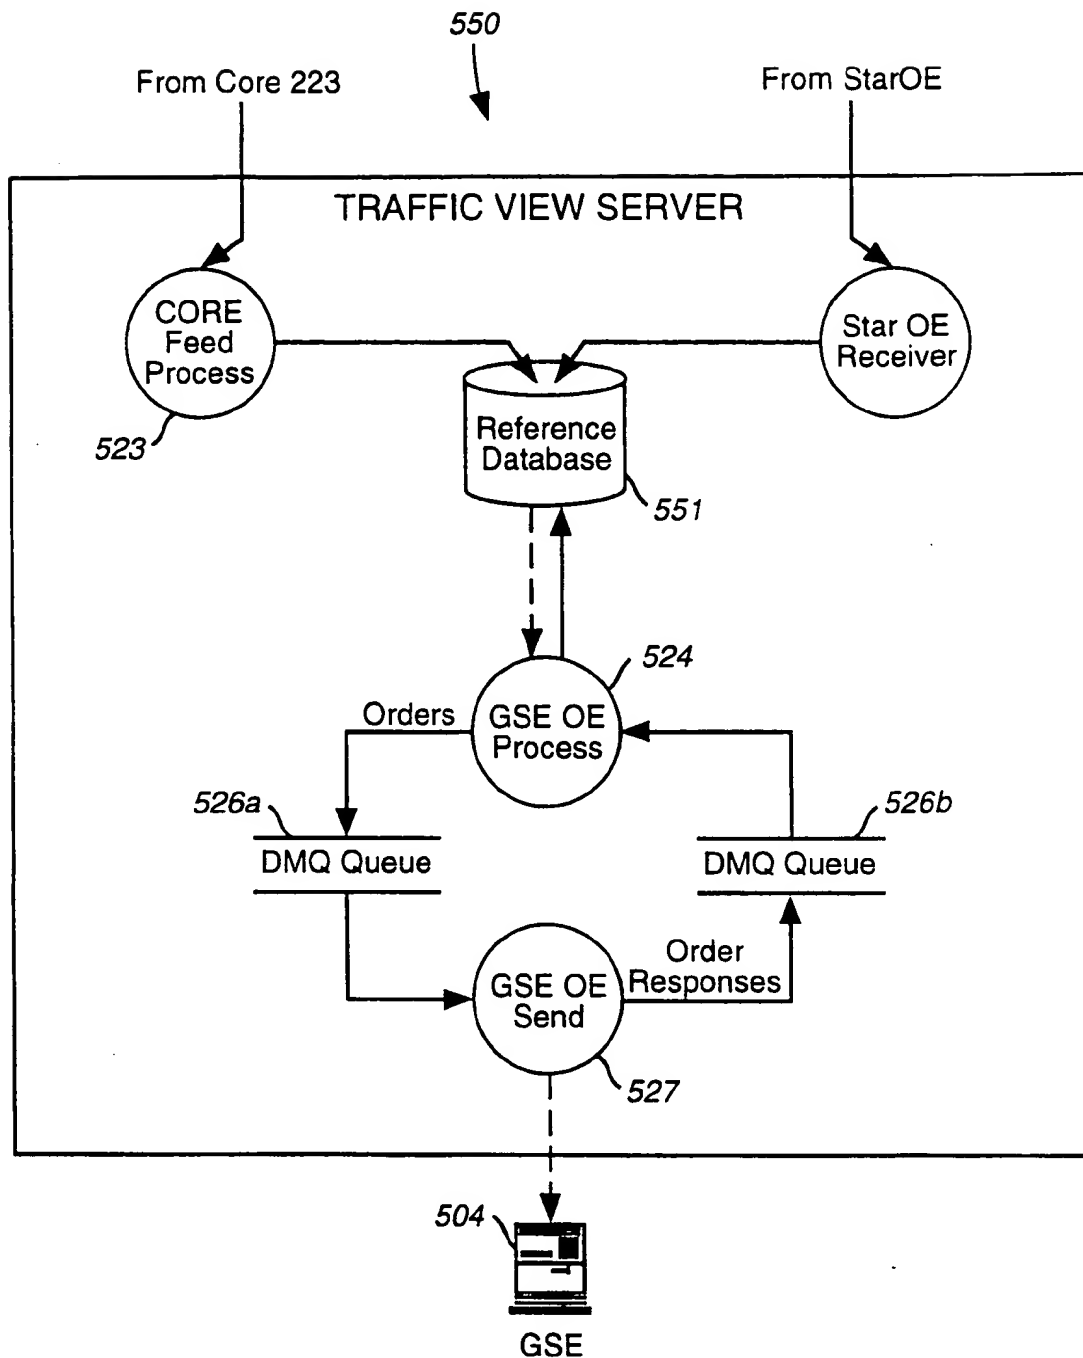 550
From Core 223
From StarOE
TRAFFIC VIEW SERVER
CORE
Feed
Process
523
Star OE
Receiver
Reference
Database
551
524
Orders
GSE OE
Process
526a
526b
DMQ Queue
DMQ Queue
Order
Responses
GSE OE
Send
527
504
GSE